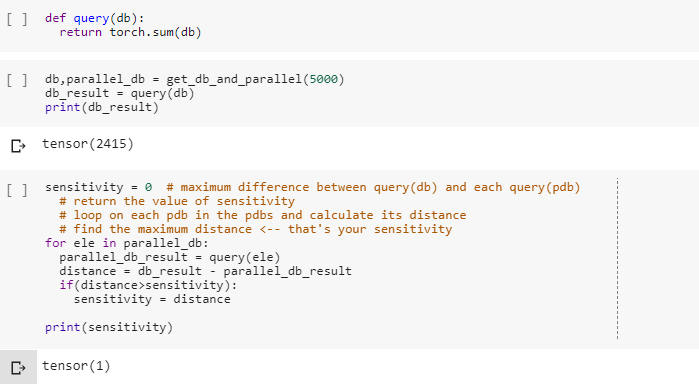 [ ] def query(db):
return torch.sum(db)
[ ] db,parallel_db = get_db_and_parallel(5000)
db_result = query(db)
print(db_result)
tensor(2415)
[ ] sensitivity = 0 # maximum difference between query(db) and each query(pdb)
# return the value of sensitivity
# loop on each pdb in the pdbs and calculate its distance
# find the maximum distance <-- that's your sensitivity
for ele in parallel_db:
parallel_db_result = query(ele)
distance = db_result - parallel_db_result
if(distance>sensitivity):
sensitivity = distance
print(sensitivity)
tensor(1)